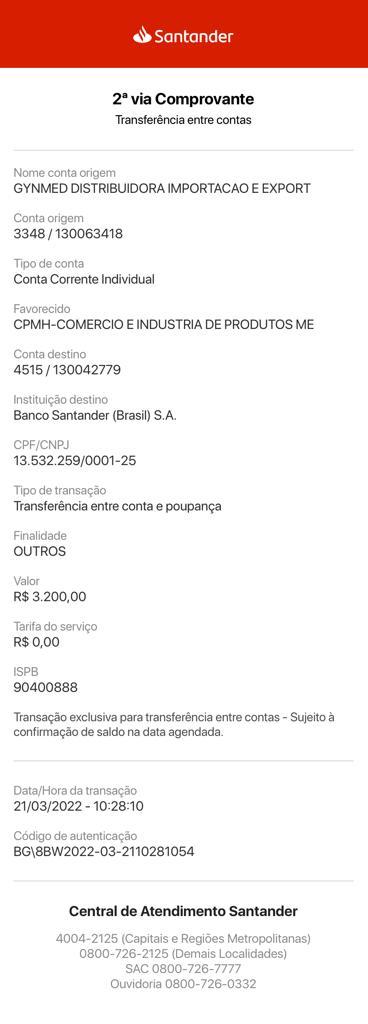 Santander
2ª via Comprovante
Transferência entre contas
Nome conta origem
GYNMED DISTRIBUIDORA IMPORTACAO E EXPORT
Conta origem
3348 / 130063418
Tipo de conta
Conta Corrente Individual
Favorecido
CPMH-COMERCIO E INDUSTRIA DE PRODUTOS ME
Conta destino
4515 / 130042779
Instituição destino
Banco Santander (Brasil) S.A.
CPF/CNPJ
13.532.259/0001-25
Tipo de transação
Transferência entre conta e poupança
Finalidade
OUTROS
Valor
R$ 3.200,00
Tarifa do serviço
R$ 0,00
ISPB
90400888
Transação exclusiva para transferência entre contas - Sujeito à
confirmação de saldo na data agendada.
Data/Hora da transação
21/03/2022 - 10:28:10
Código de autenticação
BG\8BW2022-03-2110281054
Central de Atendimento Santander
4004-2125 (Capitais e Regiões Metropolitanas)
0800-726-2125 (Demais Localidades)
SAC 0800-726-7777
Ouvidoria 0800-726-0332